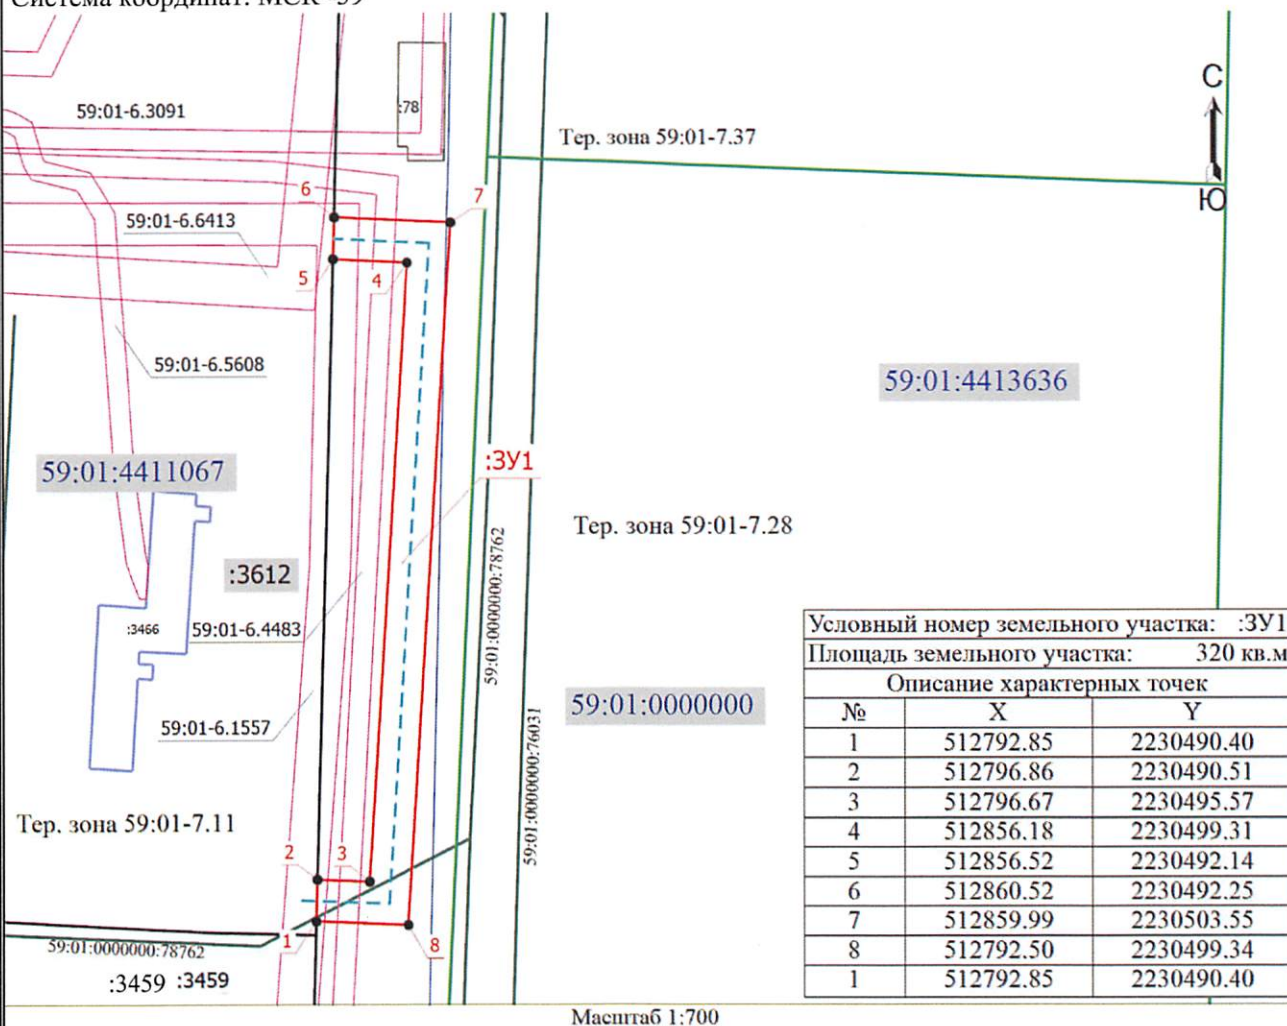 Система координат: МСК -59
С
Ю
59:01-6.3091
:78
Тер. зона 59:01-7.37
6
7
59:01-6.6413
5
4
59:01-6.5608
59:01:4413636
59:01:4411067
:ЗУ1
Тер. зона 59:01-7.28
59:01:0000000:78762
:3612
:3466
59:01-6.4483
59:01:0000000
59:01-6.1557
59:01:0000000:76031
Тер. зона 59:01-7.11
2
3
1
8
59:01:0000000:78762
:3459 :3459
Условный номер земельного участка: :ЗУ1
Площадь земельного участка: 320 кв.м
Описание характерных точек
№ X Y
1 512792.85 2230490.40
2 512796.86 2230490.51
3 512796.67 2230495.57
4 512856.18 2230499.31
5 512856.52 2230492.14
6 512860.52 2230492.25
7 512859.99 2230503.55
8 512792.50 2230499.34
1 512792.85 2230490.40
Масштаб 1:700